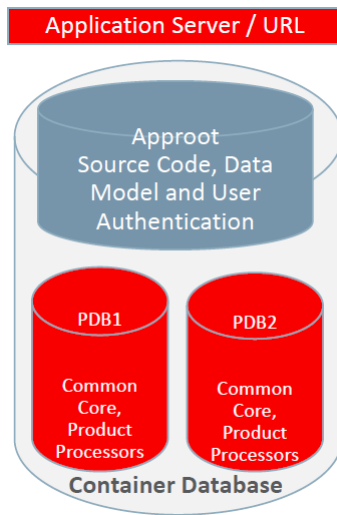 Application Server / URL
Approot
Source Code, Data
Model and User
Authentication
PDB1
Common
Core,
Product
Processors
PDB2
Common
Core,
Product
Processors
Container Database